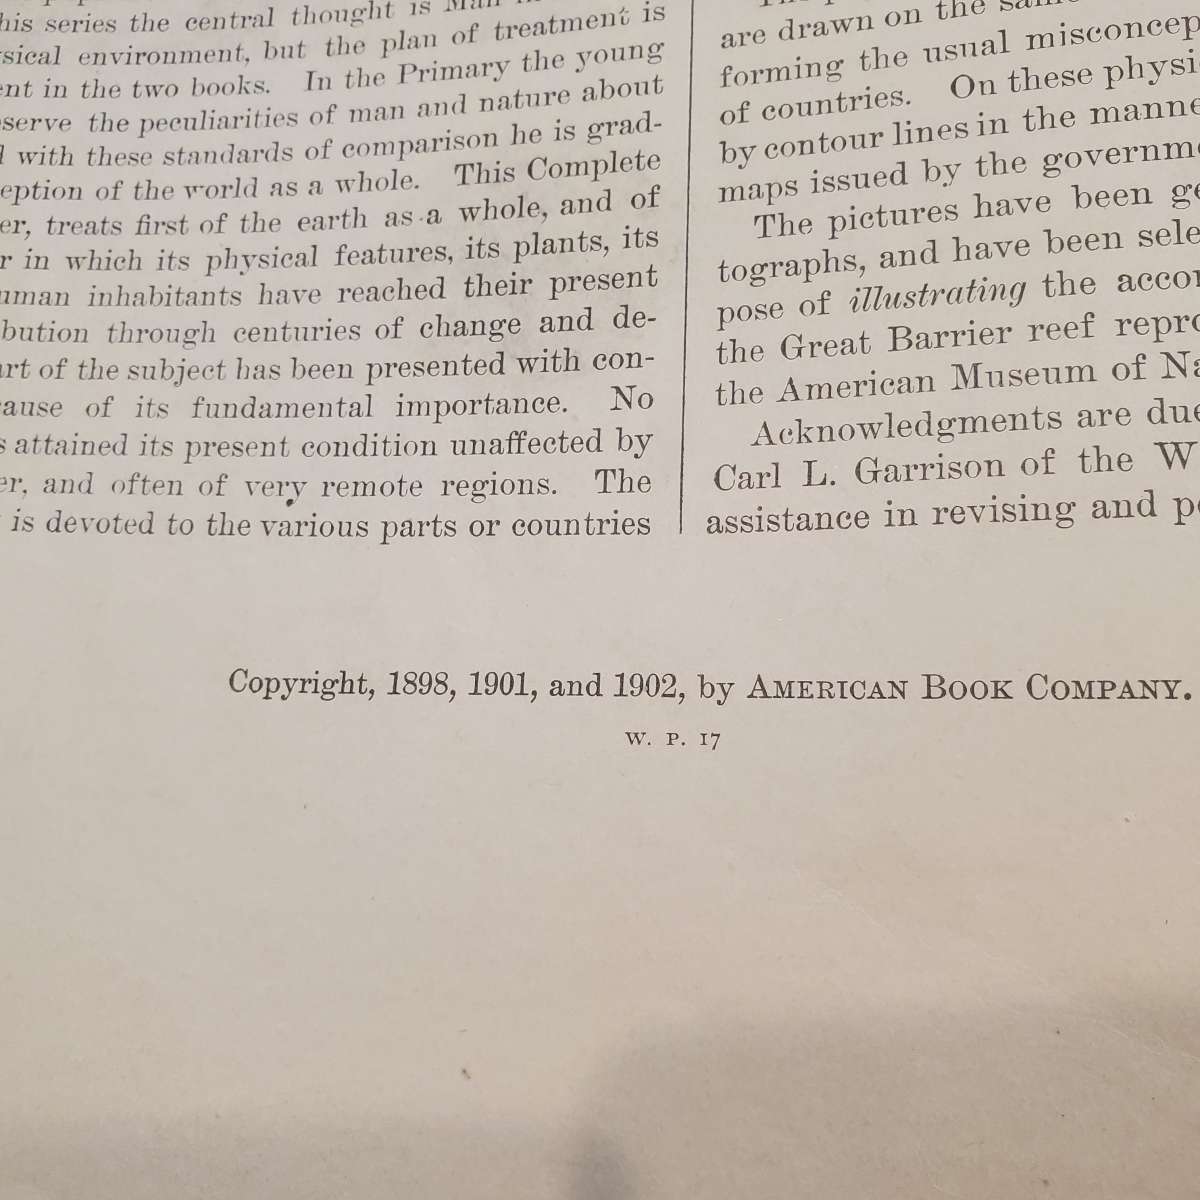 his series the central thought is Man
sical environment, but the plan of treatment is
ent in the two books. In the Primary the young
serve the peculiarities of man and nature about
with these standards of comparison he is grad-
eption of the world as a whole. This Complete
er, treats first of the earth as a whole, and of
r in which its physical features, its plants, its
uman inhabitants have reached their present
bution through centuries of change and de-
art of the subject has been presented with con-
ause of its fundamental importance. No
s attained its present condition unaffected by
er, and often of very remote regions. The
is devoted to the various parts or countries
are drawn on the
forming the usual misconcep
of countries. On these physi
by contour lines in the manne
maps issued by the governme
The pictures have been ge
tographs, and have been sele
pose of illustrating the accor
the Great Barrier reef repro
the American Museum of Na
Acknowledgments are due
Carl L. Garrison of the W
assistance in revising and pe
Copyright, 1898, 1901, and 1902, by AMERICAN BOOK COMPANY.
W. P. 17